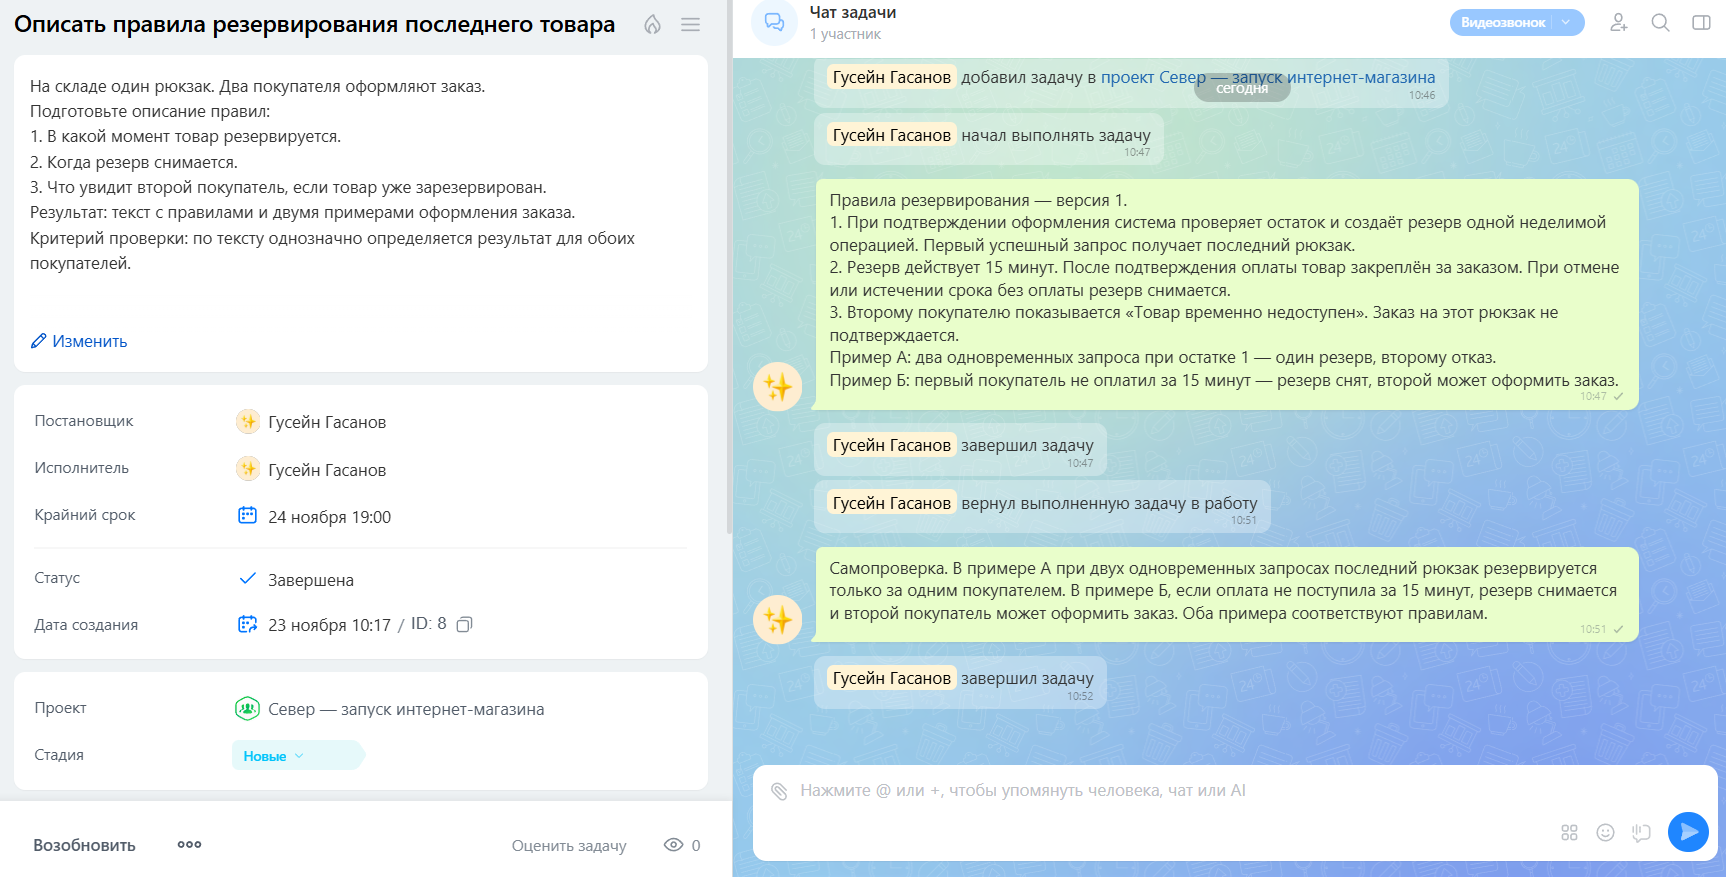 Описать правила резервирования последнего товара
На складе один рюкзак. Два покупателя оформляют заказ.
Подготовьте описание правил:
1. В какой момент товар резервируется.
2. Когда резерв снимается.
3. Что увидит второй покупатель, если товар уже зарезервирован.
Результат: текст с правилами и двумя примерами оформления заказа.
Критерий проверки: по тексту однозначно определяется результат для обоих
покупателей.
Изменить
Постановщик
Гусейн Гасанов
Исполнитель
Гусейн Гасанов
Крайний срок
24 ноября 19:00
Статус
Завершена
Дата создания
23 ноября 10:17 / ID: 8
Проект
Север — запуск интернет-магазина
Стадия
Новые
Возобновить
Оценить задачу
0
Чат задачи
1 участник
Видеозвонок
Гусейн Гасанов добавил задачу в проект Север — запуск интернет-магазина
10:46
сегодня
Гусейн Гасанов начал выполнять задачу
10:47
Правила резервирования — версия 1.
1. При подтверждении оформления система проверяет остаток и создаёт резерв одной неделимой
операцией. Первый успешный запрос получает последний рюкзак.
2. Резерв действует 15 минут. После подтверждения оплаты товар закреплён за заказом. При отмене
или истечении срока без оплаты резерв снимается.
3. Второму покупателю показывается «Товар временно недоступен». Заказ на этот рюкзак не
подтверждается.
Пример А: два одновременных запроса при остатке 1 — один резерв, второму отказ.
Пример Б: первый покупатель не оплатил за 15 минут — резерв снят, второй может оформить заказ.
10:47
Гусейн Гасанов завершил задачу
10:47
Гусейн Гасанов вернул выполненную задачу в работу
10:51
Самопроверка. В примере А при двух одновременных запросах последний рюкзак резервируется
только за одним покупателем. В примере Б, если оплата не поступила за 15 минут, резерв снимается
и второй покупатель может оформить заказ. Оба примера соответствуют правилам.
10:51
Гусейн Гасанов завершил задачу
10:52
Нажмите @ или +, чтобы упомянуть человека, чат или AI